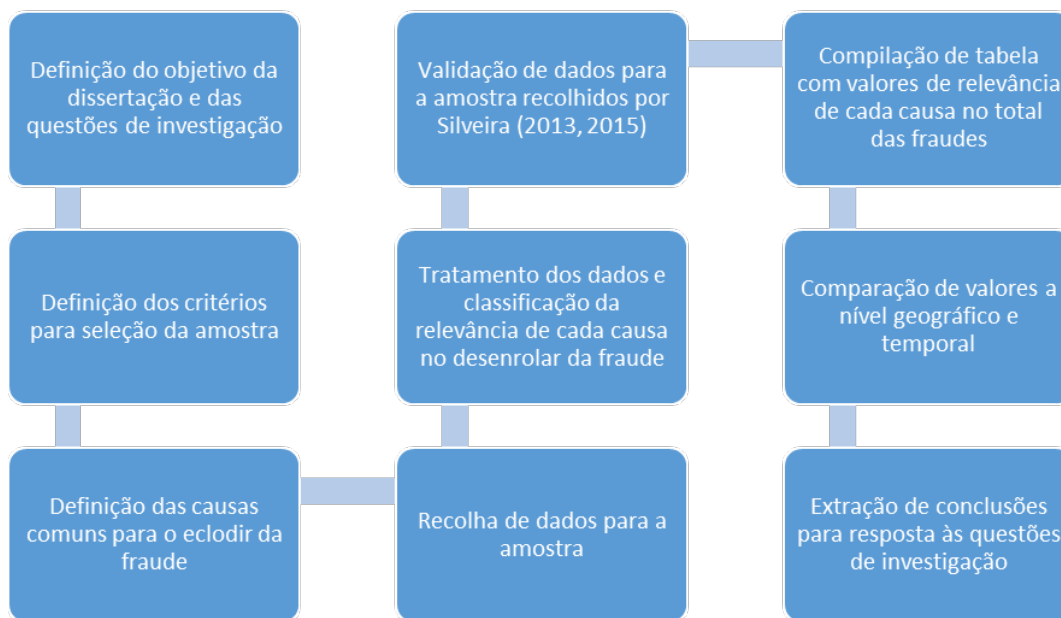 Definição do objetivo da
dissertação e das
questões de investigação
Definição dos critérios
para seleção da amostra
Definição das causas
comuns para o eclodir da
fraude
Recolha de dados para a
amostra
Tratamento dos dados e
classificação da
relevância de cada causa
no desenrolar da fraude
Validação de dados para
a amostra recolhidos por
Silveira (2013, 2015)
Compilação de tabela
com valores de relevância
de cada causa no total
das fraudes
Comparação de valores a
nível geográfico e
temporal
Extração de conclusões
para resposta às questões
de investigação